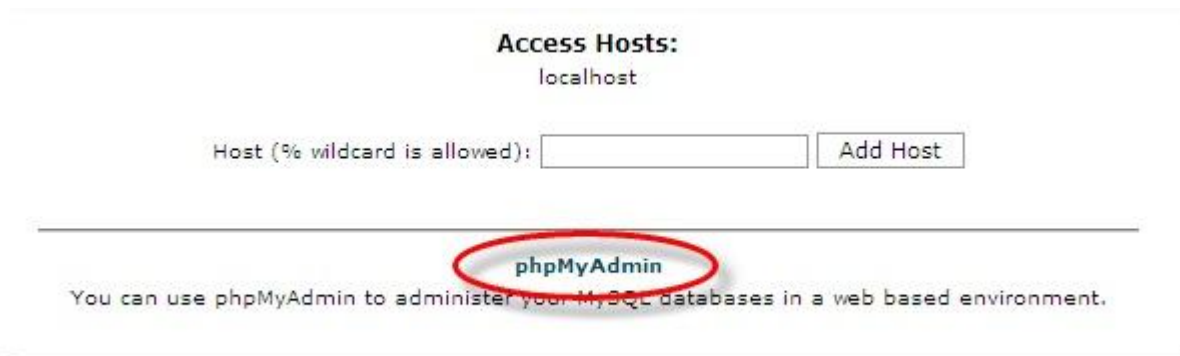 Access Hosts:
localhost
Host (% wildcard is allowed): Add Host
phpMyAdmin
You can use phpMyAdmin to administer your MySQL databases in a web based environment.